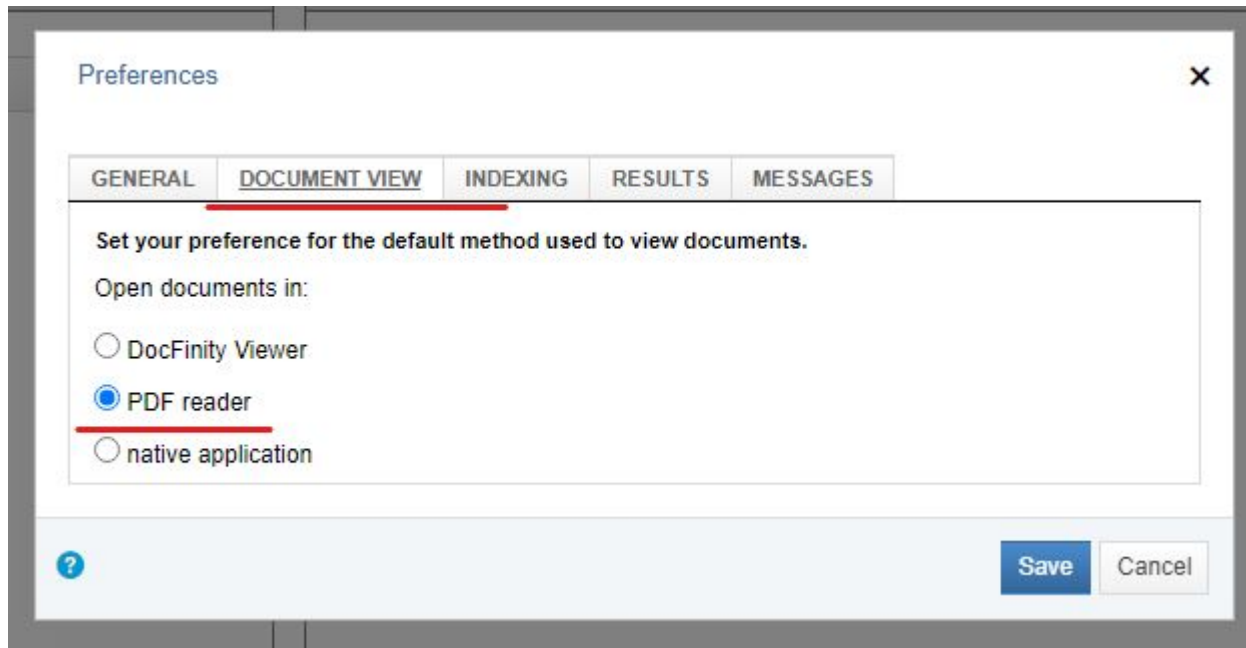 Preferences
GENERAL DOCUMENT VIEW INDEXING RESULTS MESSAGES
Set your preference for the default method used to view documents.
Open documents in:
DocFinity Viewer
PDF reader
native application
? Save Cancel